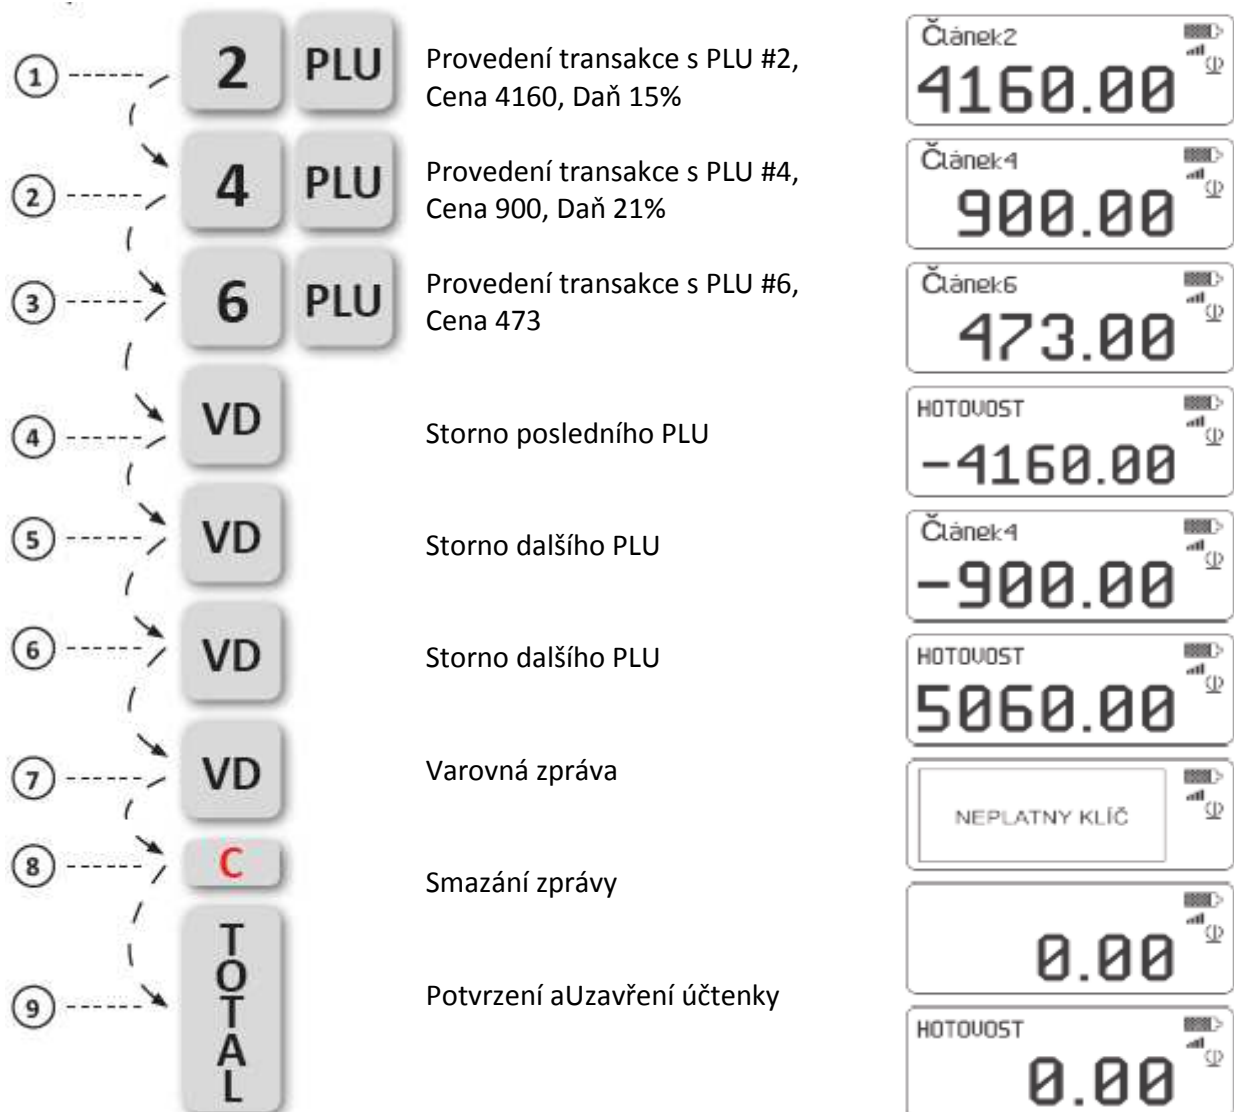 1
2 PLU
Provedení transakce s PLU #2,
Cena 4160, Daň 15%
Článek2
4160.00
2
4 PLU
Provedení transakce s PLU #4,
Cena 900, Daň 21%
Článek4
900.00
3
6 PLU
Provedení transakce s PLU #6,
Cena 473
Článek6
473.00
4
VD
Storno posledního PLU
HOTOVOST
-4160.00
5
VD
Storno dalšího PLU
Článek4
-900.00
6
VD
Storno dalšího PLU
HOTOVOST
5060.00
7
VD
Varovná zpráva
NEPLATNY KLÍČ
8
C
Smazání zprávy
0.00
9
TOTAL
Potvrzení aUzavření účtenky
HOTOVOST
0.00